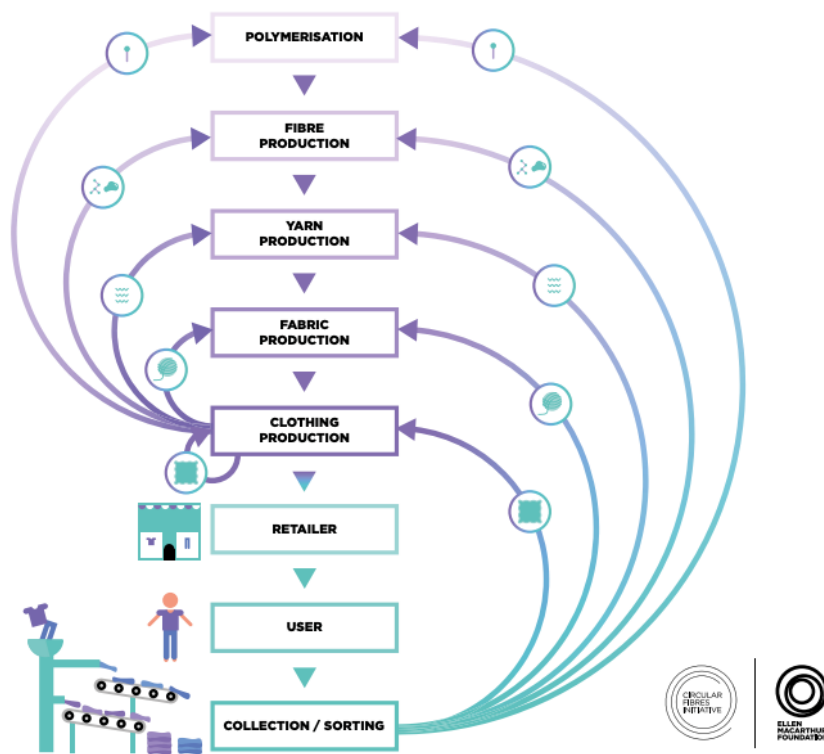 POLYMERISATION
FIBRE
PRODUCTION
YARN
PRODUCTION
FABRIC
PRODUCTION
CLOTHING
PRODUCTION
RETAILER
USER
COLLECTION / SORTING
CIRCULAR
FIBRES
INITIATIVE
ELLEN
MACARTHUR
FOUNDATION